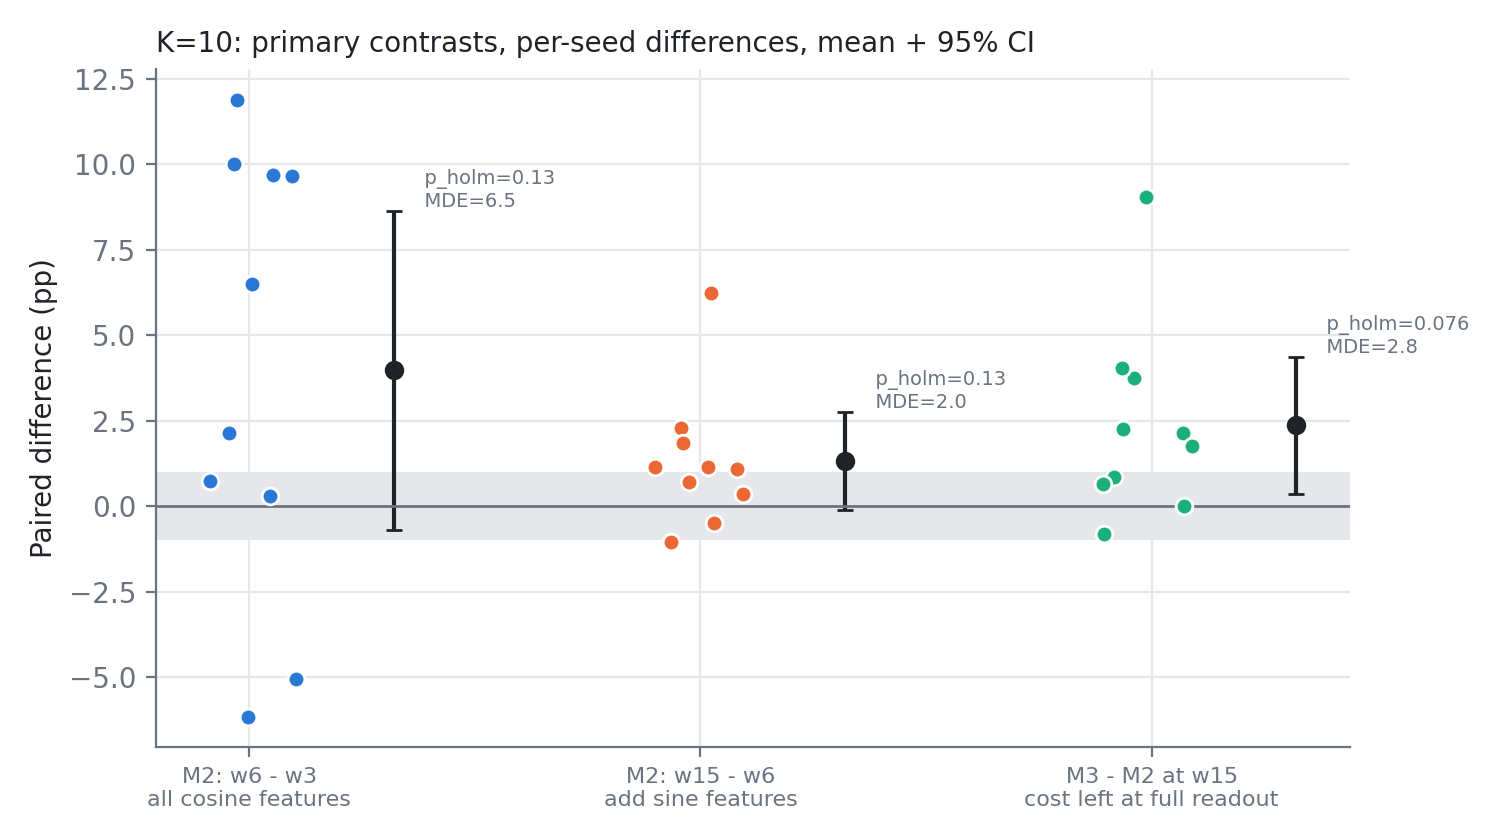 K=10: primary contrasts, per-seed differences, mean + 95% CI
Paired difference (pp)
12.5
10.0
7.5
5.0
2.5
0.0
−2.5
−5.0
p_holm=0.13
MDE=6.5
p_holm=0.13
MDE=2.0
p_holm=0.076
MDE=2.8
M2: w6 - w3
all cosine features
M2: w15 - w6
add sine features
M3 - M2 at w15
cost left at full readout